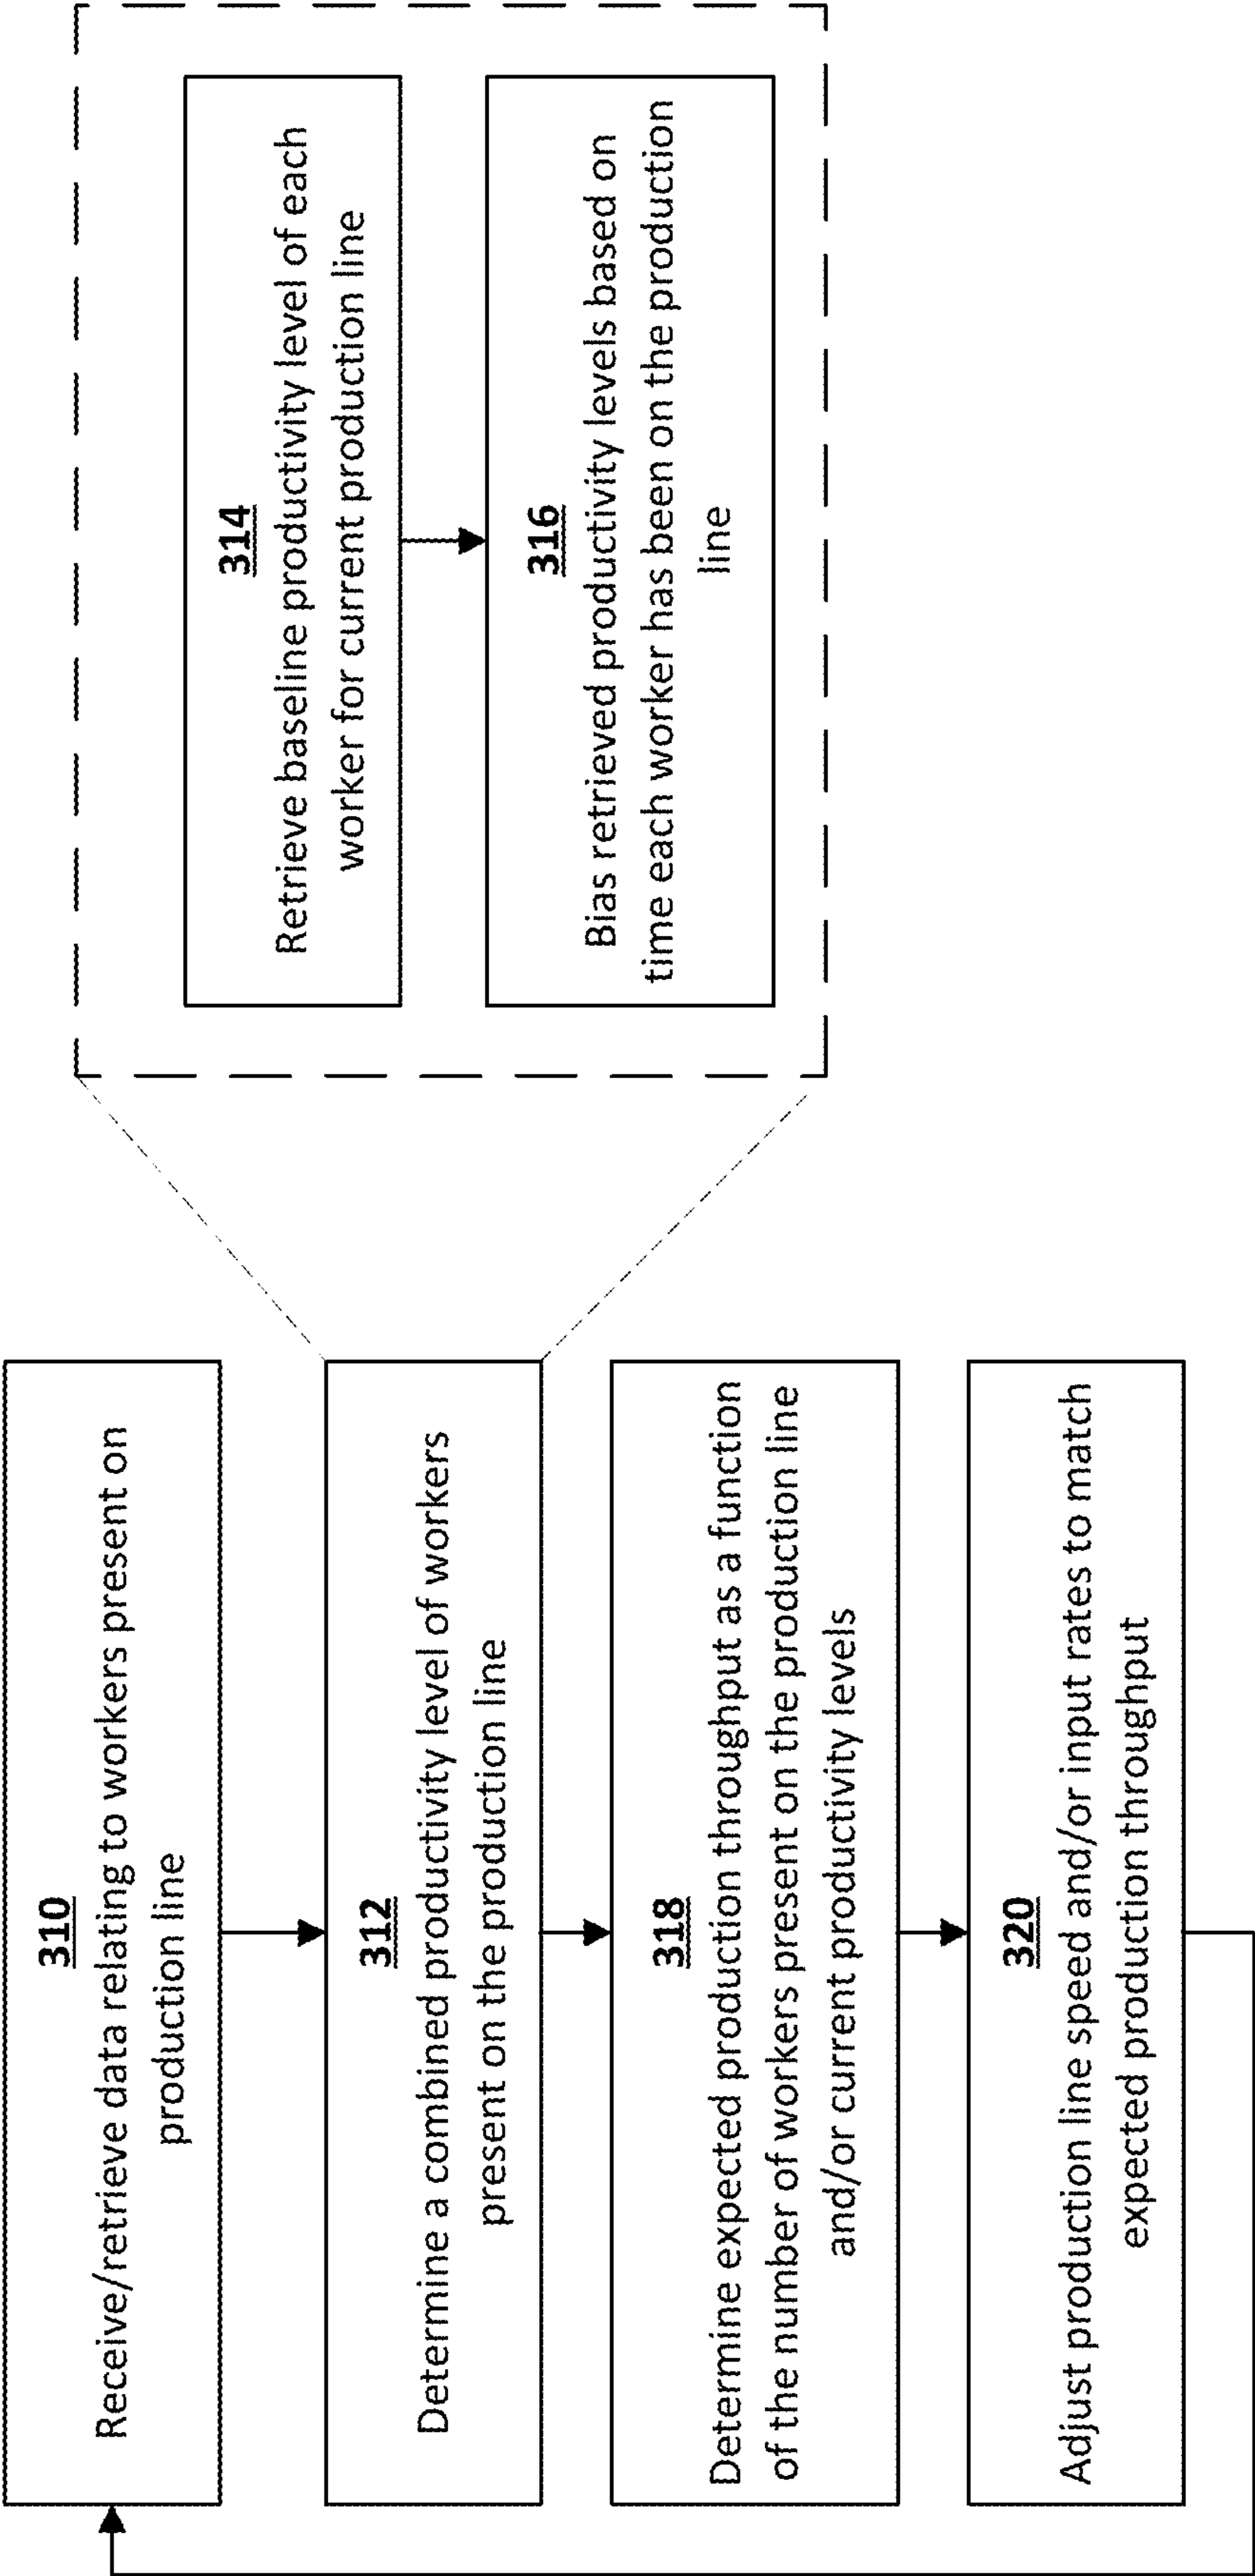 310
Receive/retrieve data relating to workers present on
production line
312
Determine a combined productivity level of workers
present on the production line
314
Retrieve baseline productivity level of each
worker for current production line
316
Bias retrieved productivity levels based on
time each worker has been on the production
line
318
Determine expected production throughput as a function
of the number of workers present on the production line
and/or current productivity levels
320
Adjust production line speed and/or input rates to match
expected production throughput